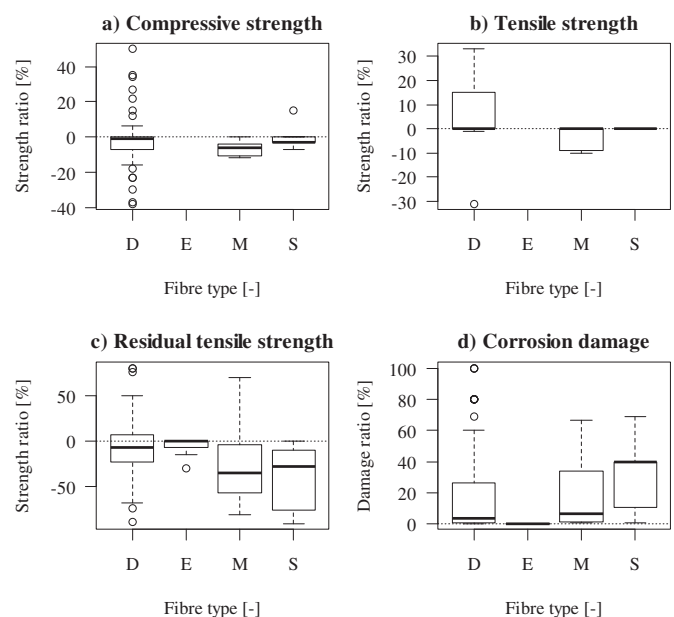 a) Compressive strength
Strength ratio [%]
40
20
0
-20
-40
D E M S
Fibre type [-]
b) Tensile strength
Strength ratio [%]
30
20
10
0
-10
-20
-30
D E M S
Fibre type [-]
c) Residual tensile strength
Strength ratio [%]
50
0
-50
D E M S
Fibre type [-]
d) Corrosion damage
Damage ratio [%]
100
80
60
40
20
0
D E M S
Fibre type [-]